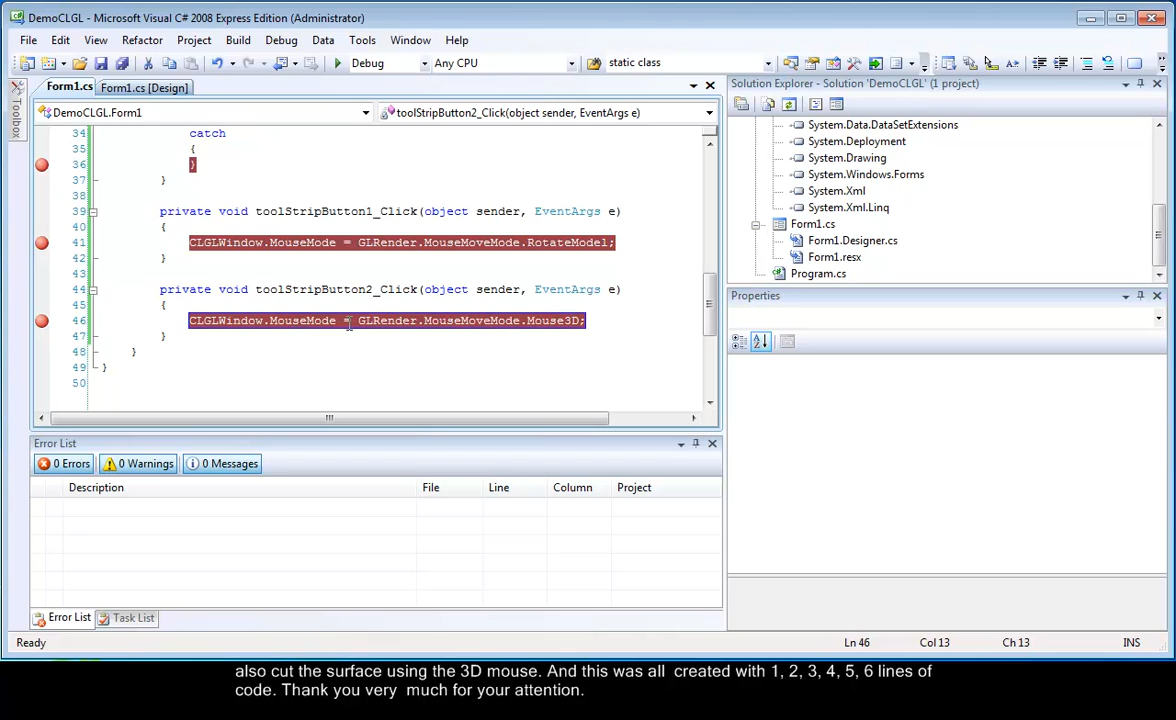 DemoCLGL - Microsoft Visual C# 2008 Express Edition (Administrator)
File Edit View Refactor Project Build Debug Data Tools Window Help
Debug Any CPU static class
Form1.cs Form1.cs [Design]
Solution Explorer - Solution 'DemoCLGL' (1 project)
Toolbox
DemoCLGL.Form1 toolStripButton2_Click(object sender, EventArgs e)
34 catch
35 {
36 }
37 }
38
39 private void toolStripButton1_Click(object sender, EventArgs e)
40 {
41 CLGLWindow.MouseMode = GLRender.MouseMoveMode.RotateModel;
42 }
43
44 private void toolStripButton2_Click(object sender, EventArgs e)
45 {
46 CLGLWindow.MouseMode = GLRender.MouseMoveMode.Mouse3D;
47 }
48 }
49 }
50
System.Data.DataSetExtensions
System.Deployment
System.Drawing
System.Windows.Forms
System.Xml
System.Xml.Linq
Form1.cs
Form1.Designer.cs
Form1.resx
Program.cs
Properties
Error List
0 Errors 0 Warnings 0 Messages
Description File Line Column Project
Error List Task List
Ready Ln 46 Col 13 Ch 13 INS
also cut the surface using the 3D mouse. And this was all created with 1, 2, 3, 4, 5, 6 lines of
code. Thank you very much for your attention.